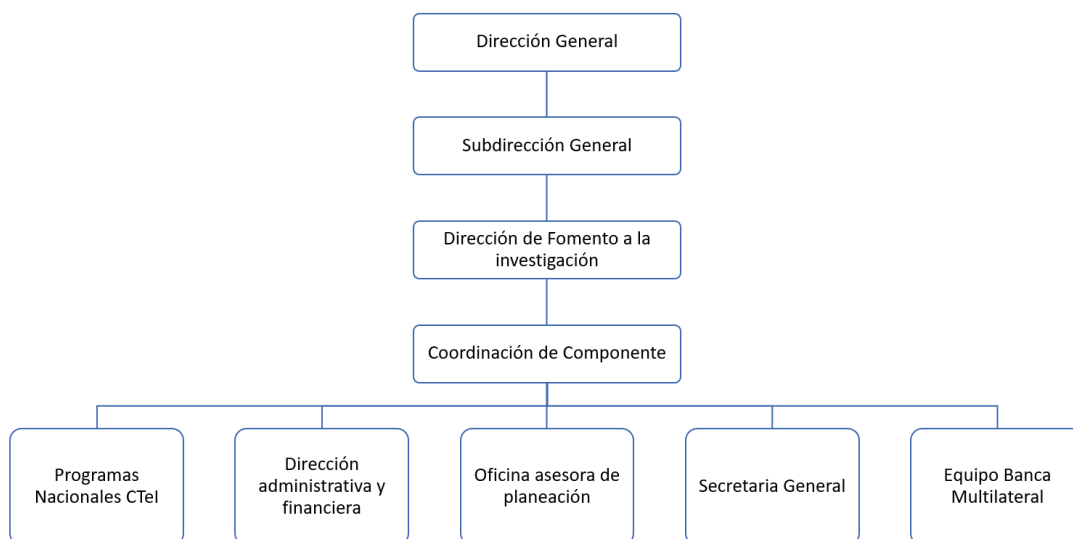 Dirección General
Subdirección General
Dirección de Fomento a la
investigación
Coordinación de Componente
Programas
Nacionales CTeI
Dirección
administrativa y
financiera
Oficina asesora de
planeación
Secretaria General
Equipo Banca
Multilateral